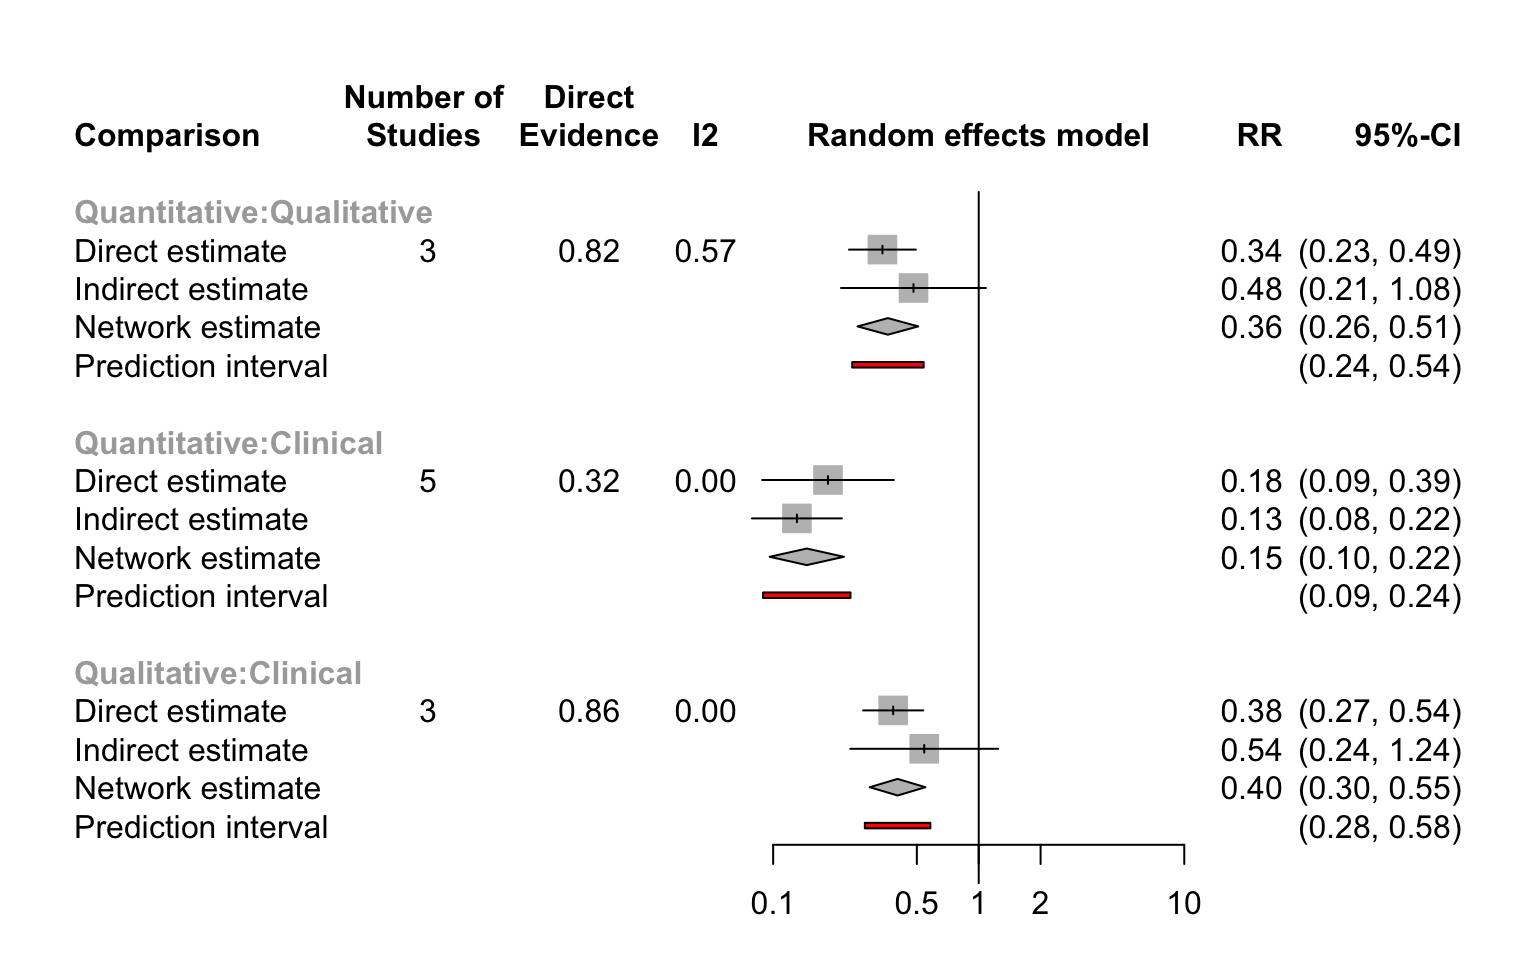 Number of Direct
Comparison Studies Evidence I2 Random effects model RR 95%-CI
Quantitative:Qualitative
Direct estimate 3 0.82 0.57 0.34 (0.23, 0.49)
Indirect estimate 0.48 (0.21, 1.08)
Network estimate 0.36 (0.26, 0.51)
Prediction interval (0.24, 0.54)
Quantitative:Clinical
Direct estimate 5 0.32 0.00 0.18 (0.09, 0.39)
Indirect estimate 0.13 (0.08, 0.22)
Network estimate 0.15 (0.10, 0.22)
Prediction interval (0.09, 0.24)
Qualitative:Clinical
Direct estimate 3 0.86 0.00 0.38 (0.27, 0.54)
Indirect estimate 0.54 (0.24, 1.24)
Network estimate 0.40 (0.30, 0.55)
Prediction interval (0.28, 0.58)
0.1 0.5 1 2 10